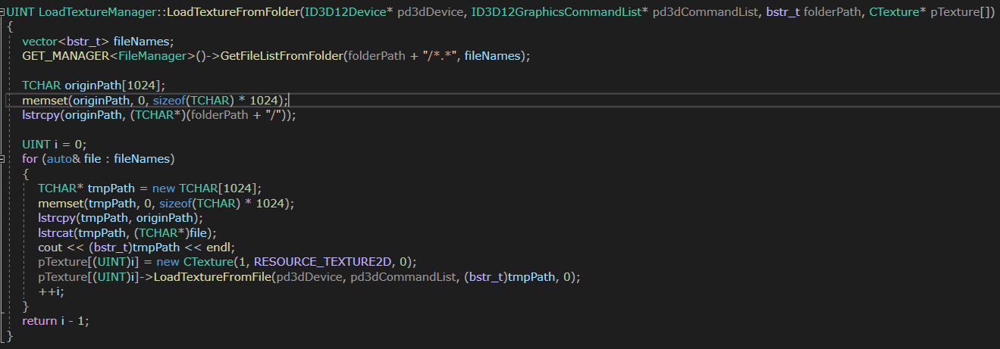 UINT LoadTextureManager::LoadTextureFromFolder(ID3D12Device* pd3dDevice, ID3D12GraphicsCommandList* pd3dCommandList, bstr_t folderPath, CTexture* pTexture[])
{
vector<bstr_t> fileNames;
GET_MANAGER<FileManager>()->GetFileListFromFolder(folderPath + "/*.*", fileNames);
TCHAR originPath[1024];
memset(originPath, 0, sizeof(TCHAR) * 1024);
lstrcpy(originPath, (TCHAR*)(folderPath + "/"));
UINT i = 0;
for (auto& file : fileNames)
{
TCHAR* tmpPath = new TCHAR[1024];
memset(tmpPath, 0, sizeof(TCHAR) * 1024);
lstrcpy(tmpPath, originPath);
lstrcat(tmpPath, (TCHAR*)file);
cout << (bstr_t)tmpPath << endl;
pTexture[(UINT)i] = new CTexture(1, RESOURCE_TEXTURE2D, 0);
pTexture[(UINT)i]->LoadTextureFromFile(pd3dDevice, pd3dCommandList, (bstr_t)tmpPath, 0);
++i;
}
return i - 1;
}